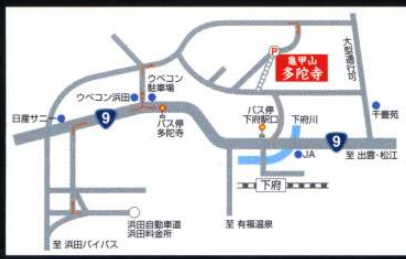 P
亀甲山
多陀寺
大型通行可
ウベコン
駐車場
ウベコン浜田
日産サニー
9
バス停
多陀寺
バス停
下府駅口
下府川
千畳苑
9
JA
至 出雲・松江
下府
浜田自動車道
浜田料金所
至 有福温泉
至 浜田バイパス